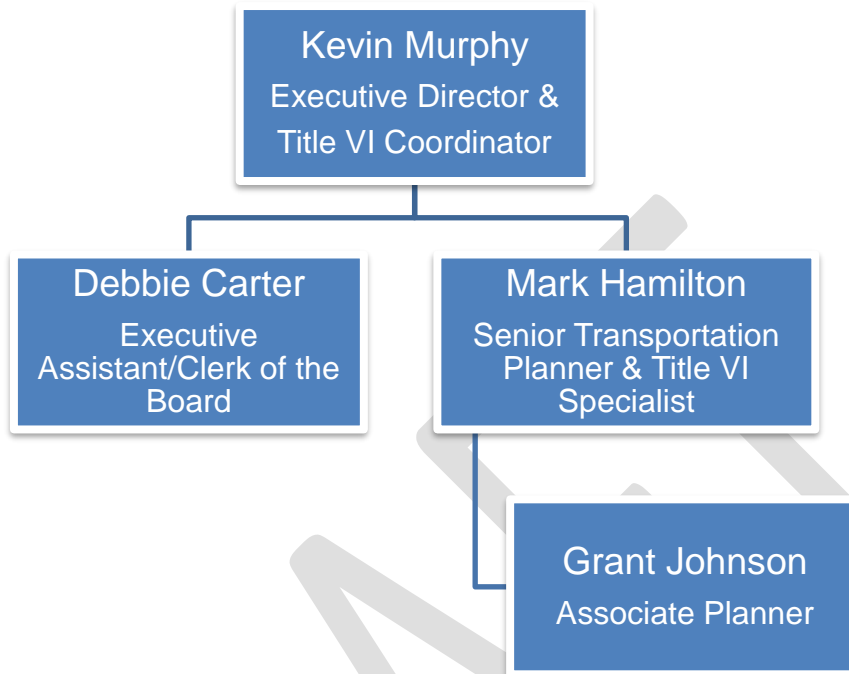 Kevin Murphy
Executive Director &
Title VI Coordinator
Debbie Carter
Executive
Assistant/Clerk of the
Board
Mark Hamilton
Senior Transportation
Planner & Title VI
Specialist
Grant Johnson
Associate Planner